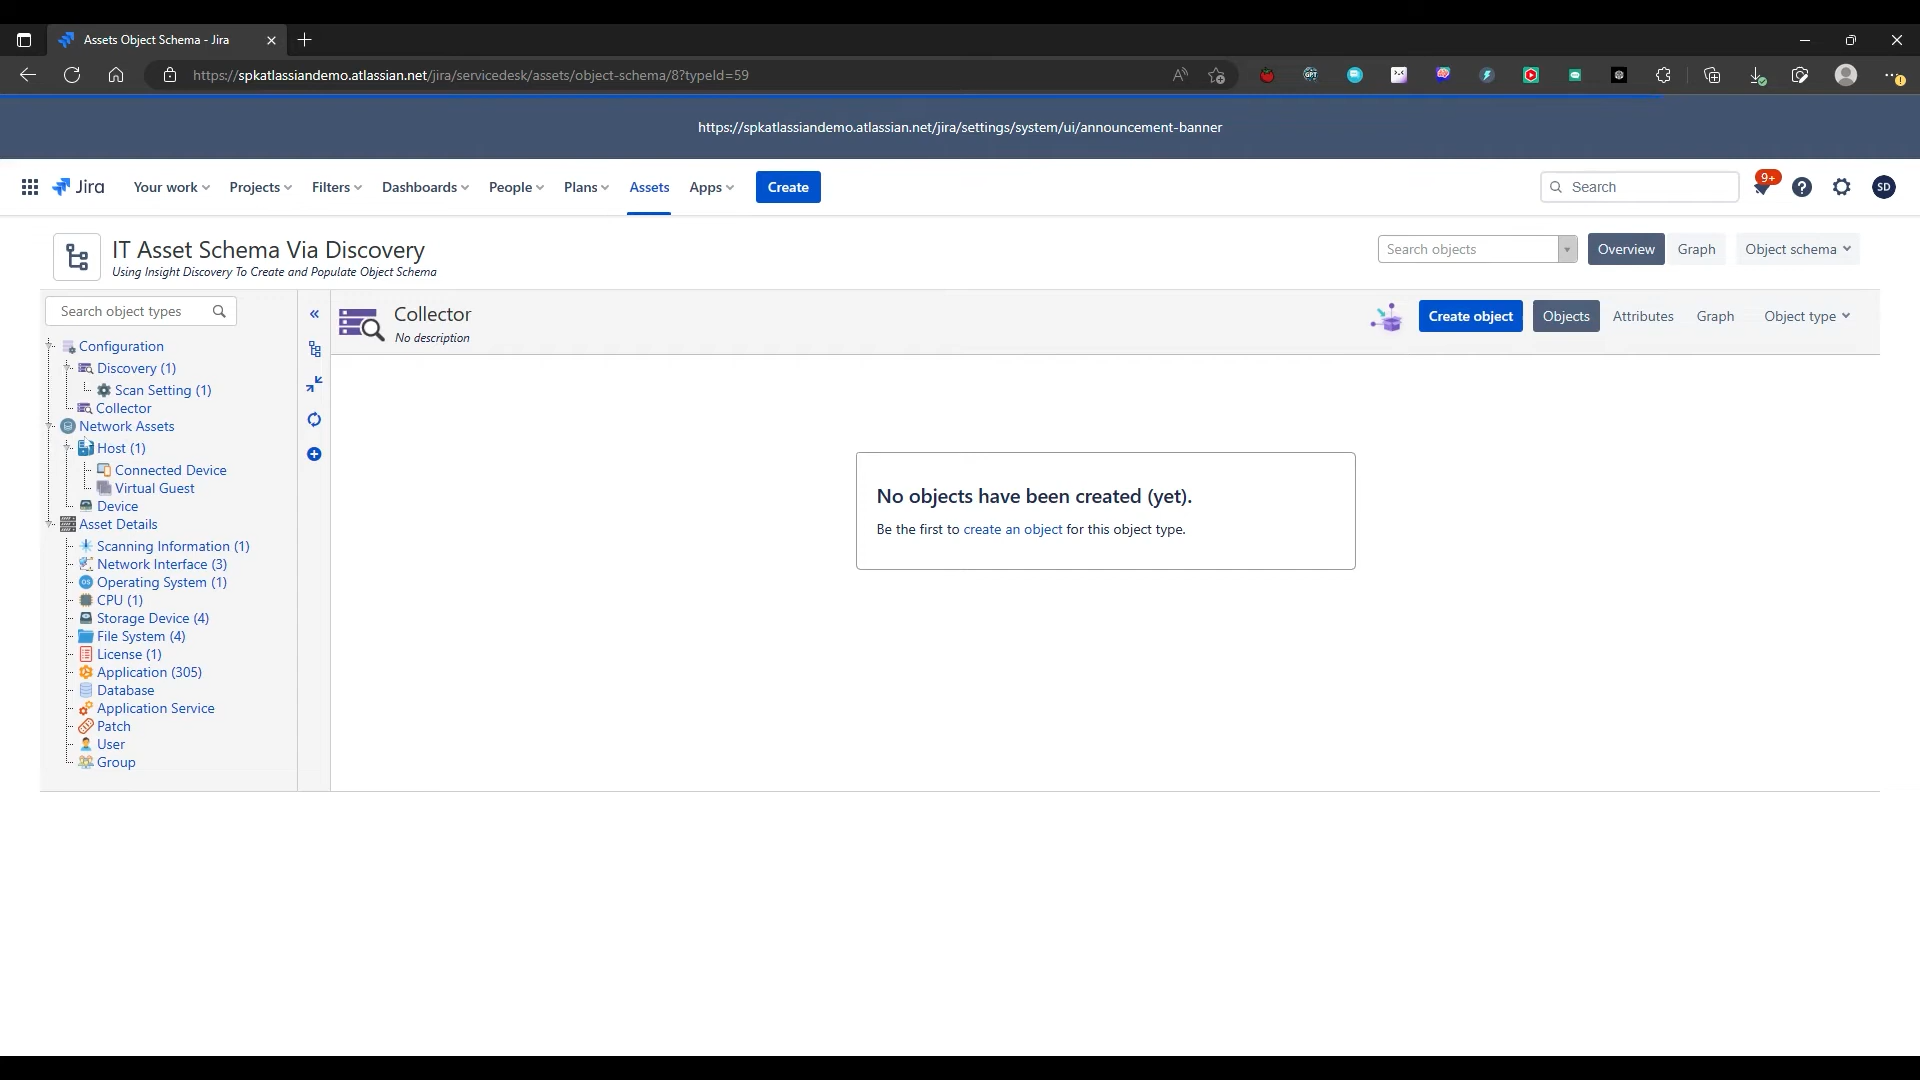 Assets Object Schema - Jira
https://spkatlassiandemo.atlassian.net/jira/servicedesk/assets/object-schema/8?typeId=59
https://spkatlassiandemo.atlassian.net/jira/settings/system/ui/announcement-banner
Jira Your work Projects Filters Dashboards People Plans Assets Apps Create Search 9+ SD
IT Asset Schema Via Discovery
Using Insight Discovery To Create and Populate Object Schema
Search objects Overview Graph Object schema
Search object types
Configuration
Discovery (1)
Scan Setting (1)
Collector
Network Assets
Host (1)
Connected Device
Virtual Guest
Device
Asset Details
Scanning Information (1)
Network Interface (3)
Operating System (1)
CPU (1)
Storage Device (4)
File System (4)
License (1)
Application (305)
Database
Application Service
Patch
User
Group
Collector
No description
Create object Objects Attributes Graph Object type
No objects have been created (yet).
Be the first to create an object for this object type.